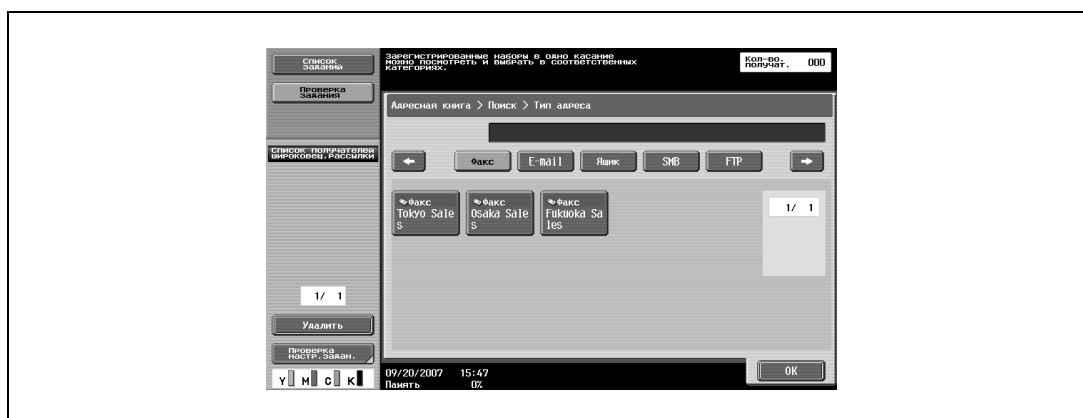 Список
заданий
Проверка
задания
Список получателей
широковещ.рассылки
1/ 1
Удалить
Проверка
настр.задан.
Y M C K
Зарегистрированные наборы в одно касание
можно посмотреть и выбрать в соответственных
категориях.
Кол-во.
получат. 000
Адресная книга > Поиск > Тип адреса
Факс E-mail Ящик SMB FTP
Факс
Tokyo Sale
s
Факс
Osaka Sale
s
Факс
Fukuoka Sa
les
1/ 1
09/20/2007 15:47
Память 0%
OK